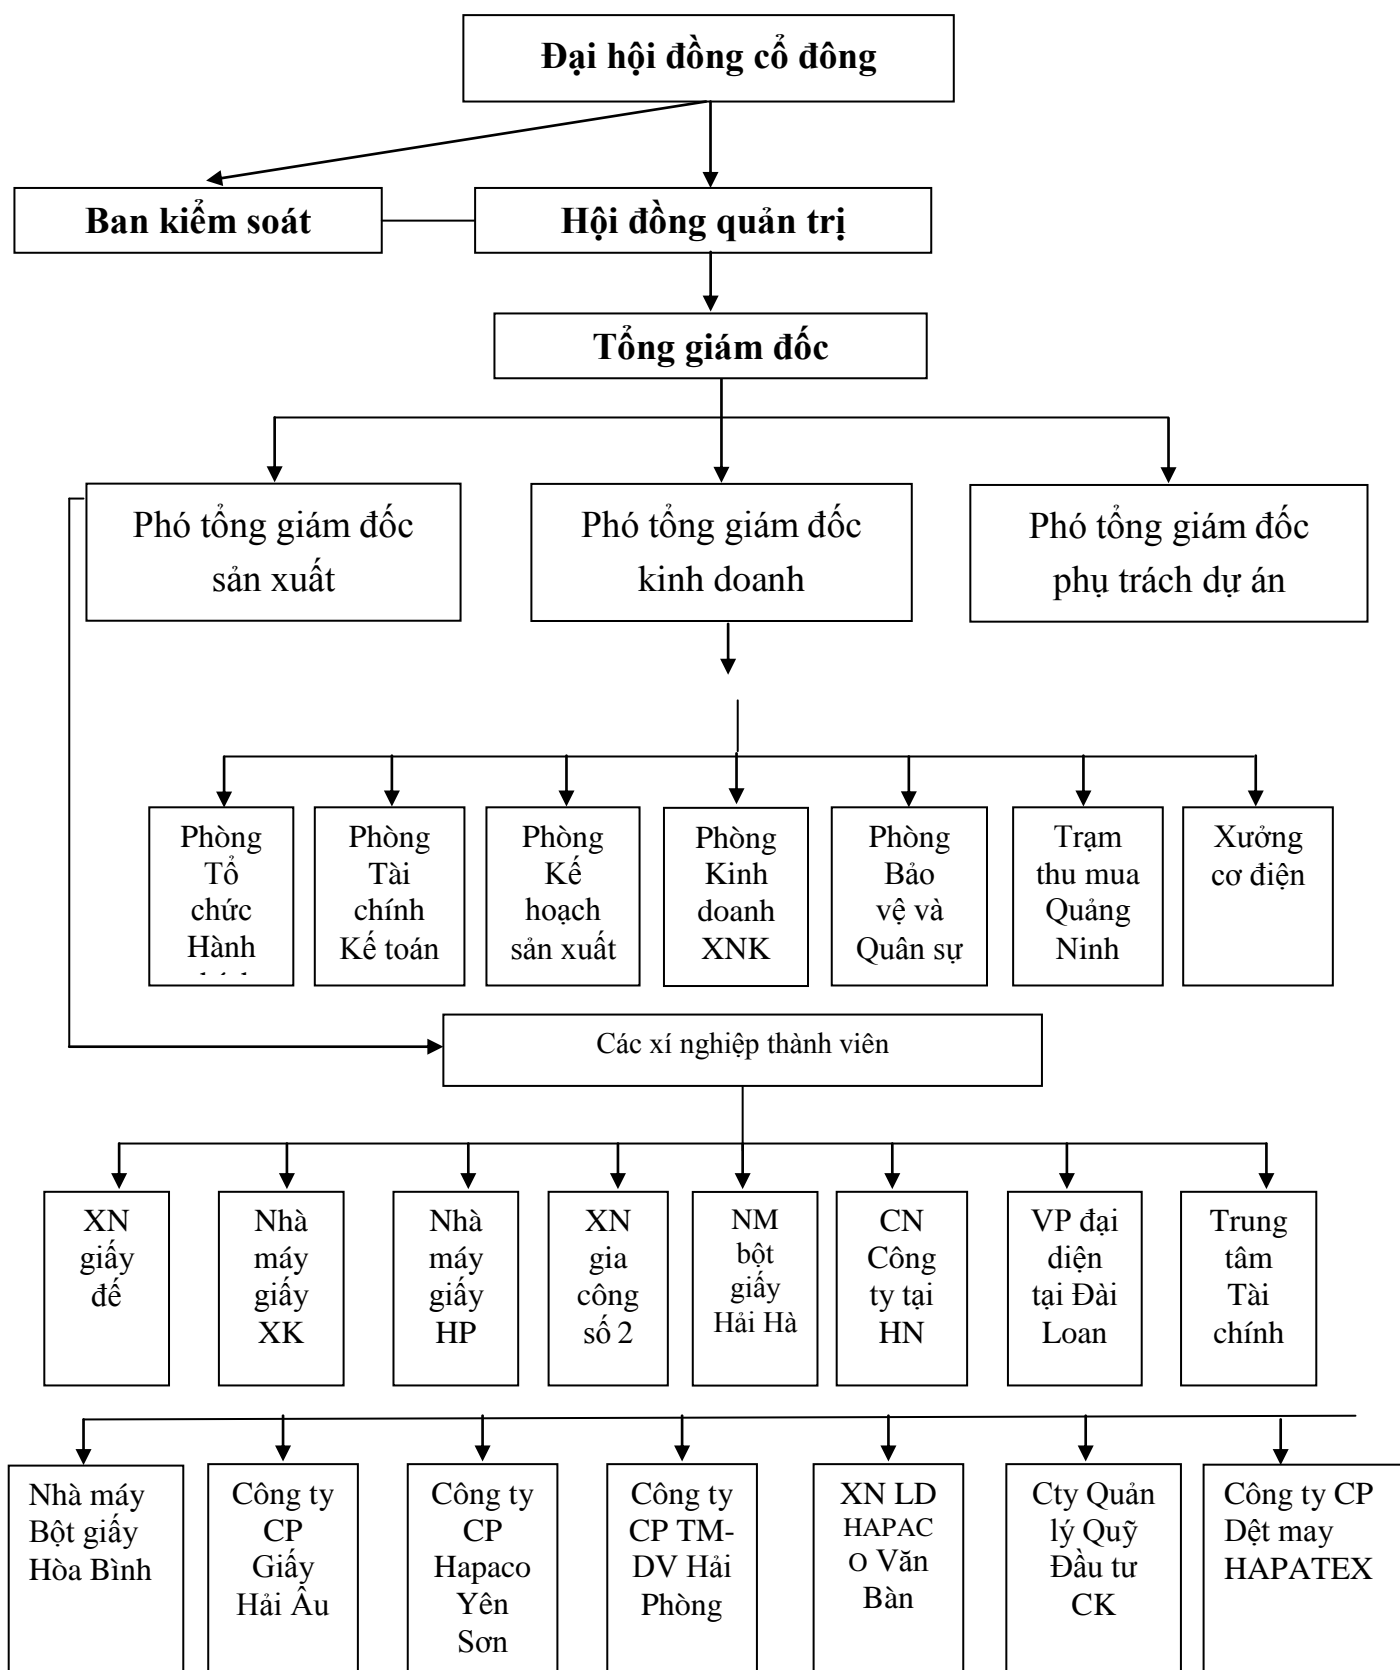 Đại hội đồng cổ đông
Ban kiểm soát
Hội đồng quản trị
Tổng giám đốc
Phó tổng giám đốc
sản xuất
Phó tổng giám đốc
kinh doanh
Phó tổng giám đốc
phụ trách dự án
Phòng
Tổ
chức
Hành
Phòng
Tài
chính
Kế toán
Phòng
Kế
hoạch
sản xuất
Phòng
Kinh
doanh
XNK
Phòng
Bảo
vệ và
Quân sự
Trạm
thu mua
Quảng
Ninh
Xưởng
cơ điện
Các xí nghiệp thành viên
XN
giấy
đế
Nhà
máy
giấy
XK
Nhà
máy
giấy
HP
XN
gia
công
số 2
NM
bột
giấy
Hải Hà
CN
Công
ty tại
HN
VP đại
diện
tại Đài
Loan
Trung
tâm
Tài
chính
Nhà máy
Bột giấy
Hòa Bình
Công ty
CP
Giấy
Hải Âu
Công ty
CP
Hapaco
Yên
Sơn
Công ty
CP TM-
DV Hải
Phòng
XN LD
HAPAC
O Văn
Bàn
Cty Quản
lý Quỹ
Đầu tư
CK
Công ty CP
Dệt may
HAPATEX